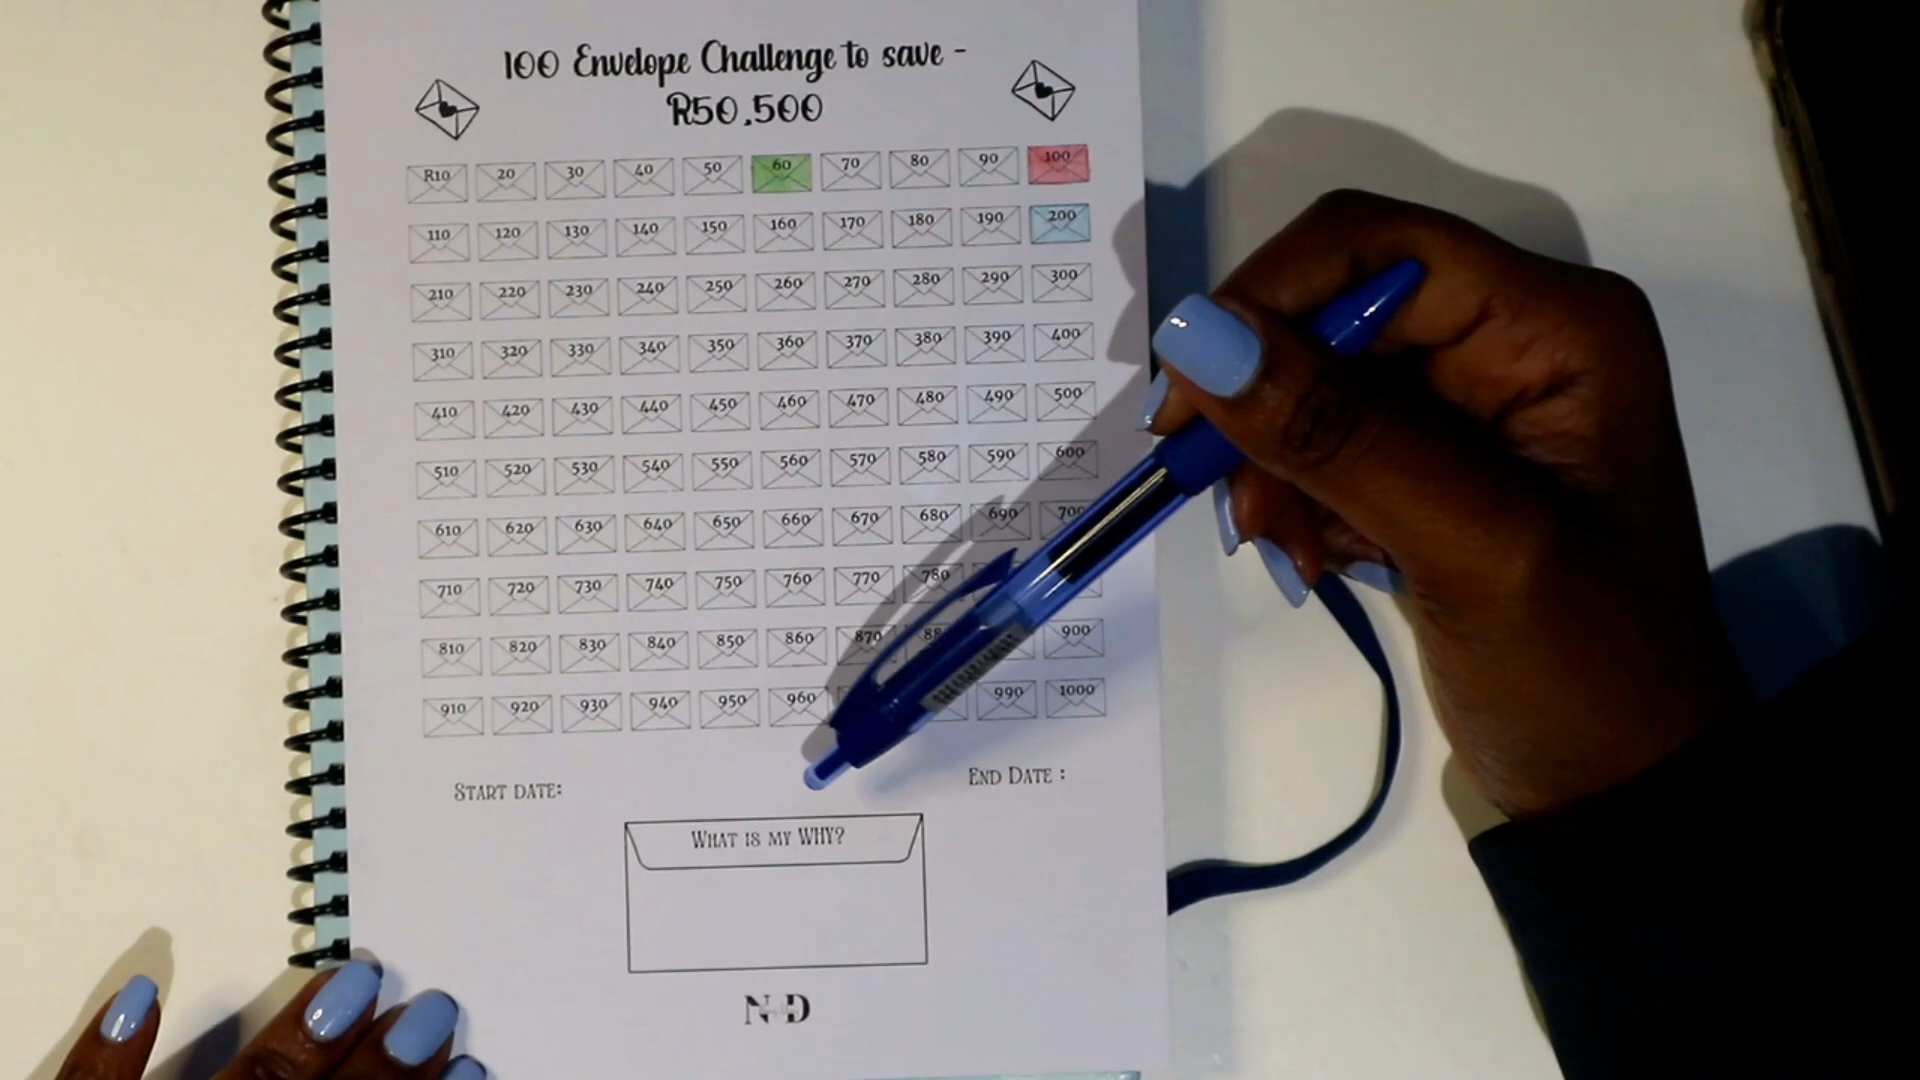 100 Envelope Challenge to save -
R50,500
R10 20 30 40 50 60 70 80 90 100
110 120 130 140 150 160 170 180 190 200
210 220 230 240 250 260 270 280 290 300
310 320 330 340 350 360 370 380 390 400
410 420 430 440 450 460 470 480 490 500
510 520 530 540 550 560 570 580 590 600
610 620 630 640 650 660 670 680 690 700
710 720 730 740 750 760 770 780
810 820 830 840 850 860 870 900
910 920 930 940 950 960 990 1000
START DATE: END DATE :
WHAT IS MY WHY?